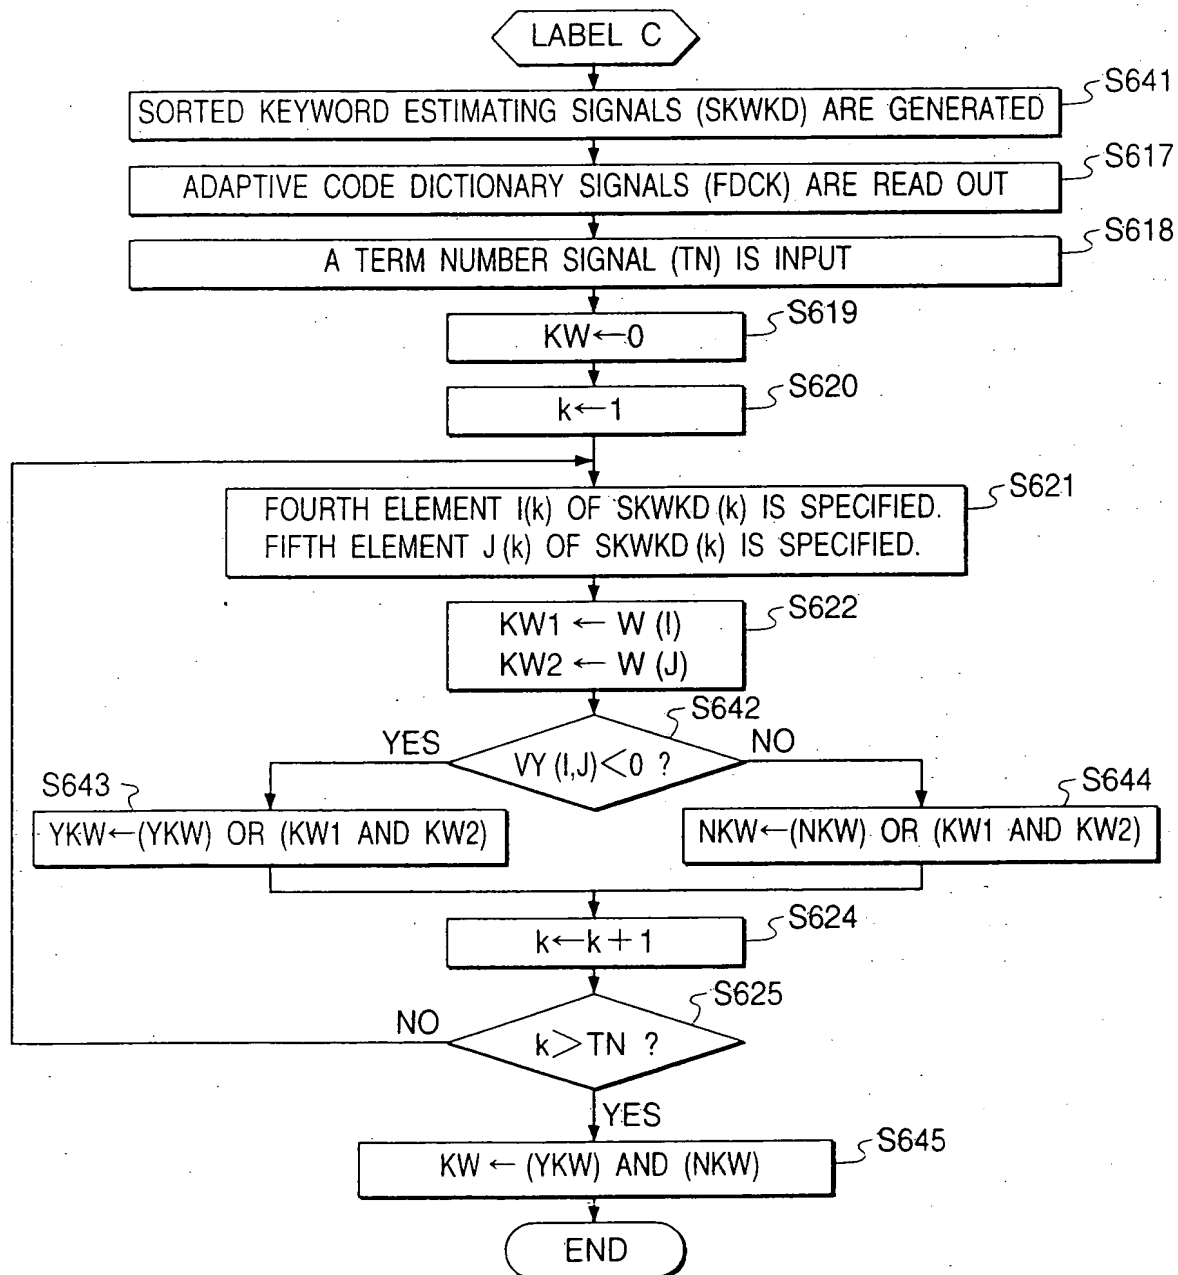 LABEL C
S641
SORTED KEYWORD ESTIMATING SIGNALS (SKWKD) ARE GENERATED
S617
ADAPTIVE CODE DICTIONARY SIGNALS (FDCK) ARE READ OUT
S618
A TERM NUMBER SIGNAL (TN) IS INPUT
S619
KW←0
S620
k←1
S621
FOURTH ELEMENT I(k) OF SKWKD(k) IS SPECIFIED.
FIFTH ELEMENT J(k) OF SKWKD(k) IS SPECIFIED.
S622
KW1 ← W (I)
KW2 ← W (J)
S642
YES
VY (I,J)<0 ?
NO
S643
YKW←(YKW) OR (KW1 AND KW2)
S644
NKW←(NKW) OR (KW1 AND KW2)
S624
k←k+1
S625
NO
k>TN ?
YES
S645
KW ← (YKW) AND (NKW)
END